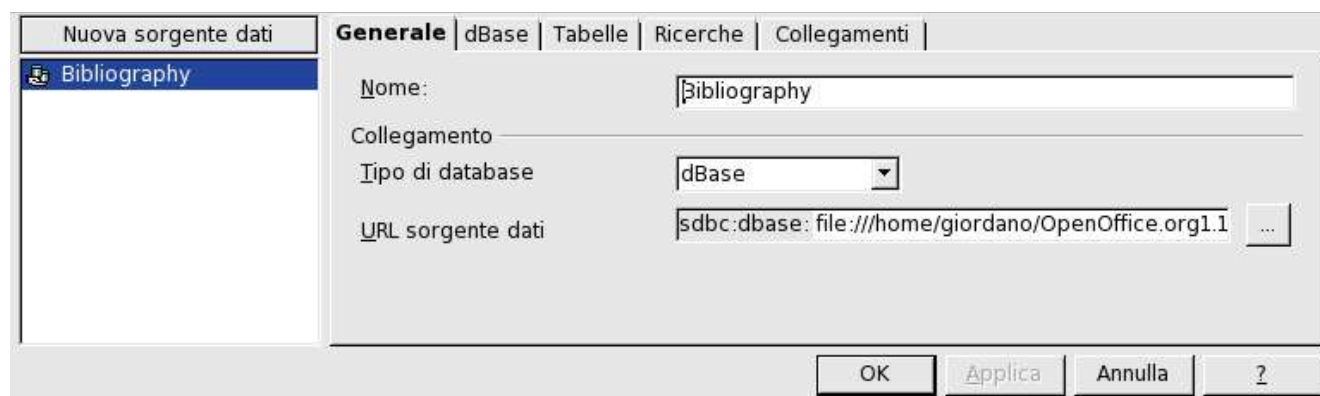 Nuova sorgente dati
Bibliography
Generale dBase Tabelle Ricerche Collegamenti
Nome: Bibliography
Collegamento
Tipo di database dBase
URL sorgente dati sdbc:dbase: file:///home/giordano/OpenOffice.org1.1 ...
OK Applica Annulla ?